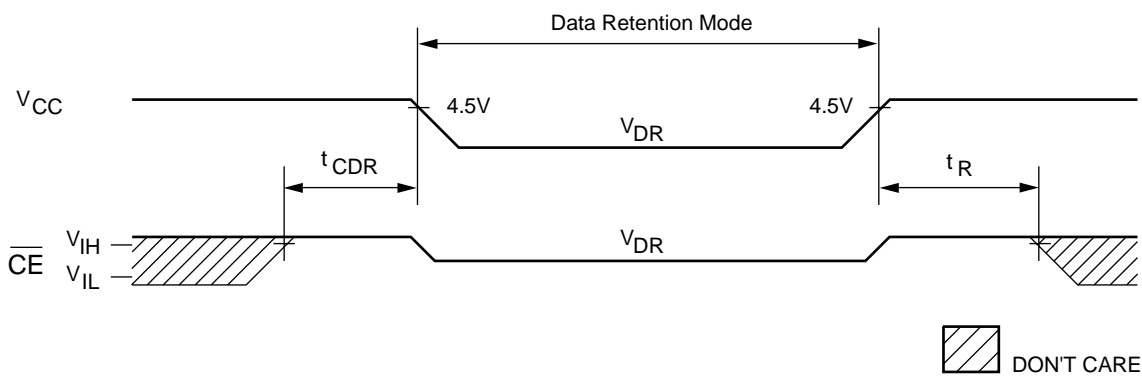 Data Retention Mode
VCC
4.5V
VDR
4.5V
tCDR
tR
CE
VIH
VIL
VDR
DON'T CARE